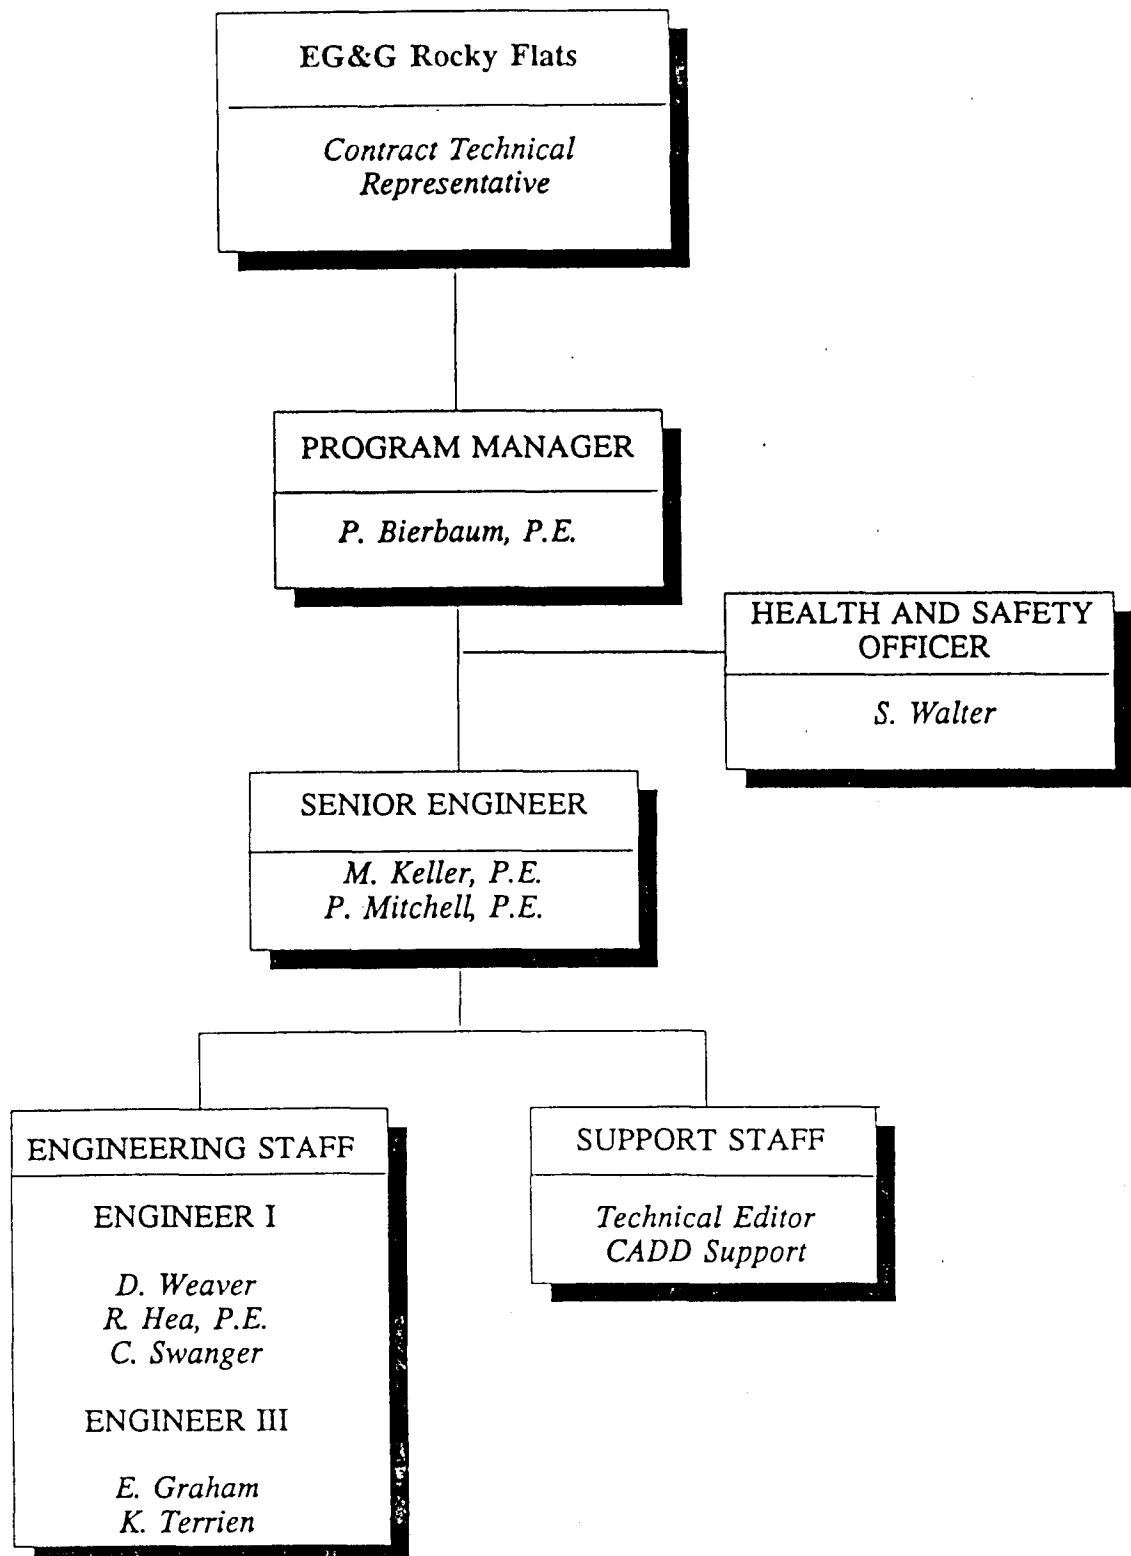 EG&G Rocky Flats
Contract Technical
Representative
PROGRAM MANAGER
P. Bierbaum, P.E.
HEALTH AND SAFETY
OFFICER
S. Walter
SENIOR ENGINEER
M. Keller, P.E.
P. Mitchell, P.E.
ENGINEERING STAFF
ENGINEER I
D. Weaver
R. Hea, P.E.
C. Swanger
ENGINEER III
E. Graham
K. Terrien
SUPPORT STAFF
Technical Editor
CADD Support